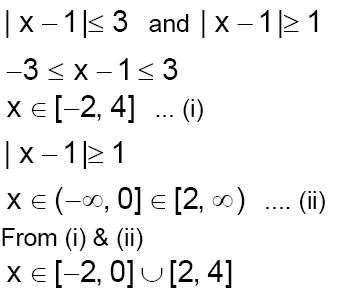 | x – 1 |≤ 3 and | x – 1 |≥ 1
–3 ≤ x – 1 ≤ 3
x ∈ [–2, 4] ... (i)
| x – 1 |≥ 1
x ∈ (–∞, 0] ∈ [2, ∞) .... (ii)
From (i) & (ii)
x ∈ [–2, 0] ∪ [2, 4]